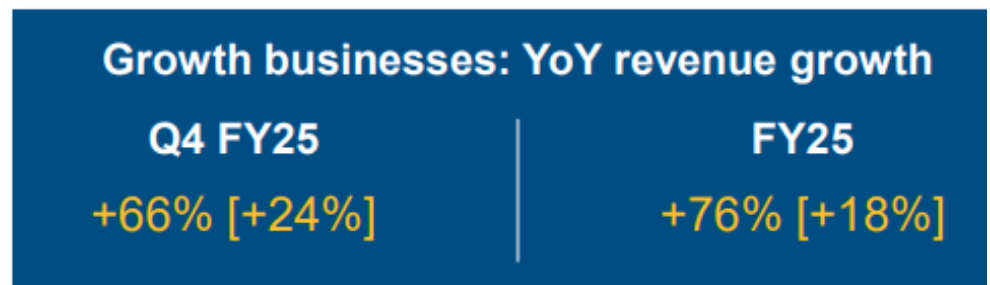 Growth businesses: YoY revenue growth
Q4 FY25
+66% [+24%]
FY25
+76% [+18%]